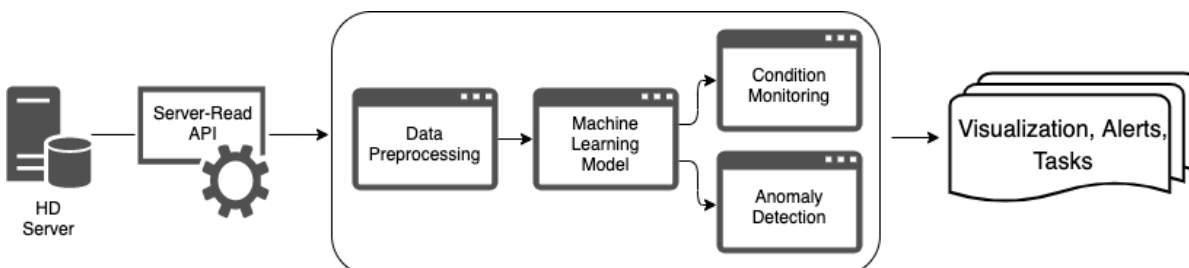 HD
Server
Server-Read
API
Data
Preprocessing
Machine
Learning
Model
Condition
Monitoring
Anomaly
Detection
Visualization, Alerts,
Tasks